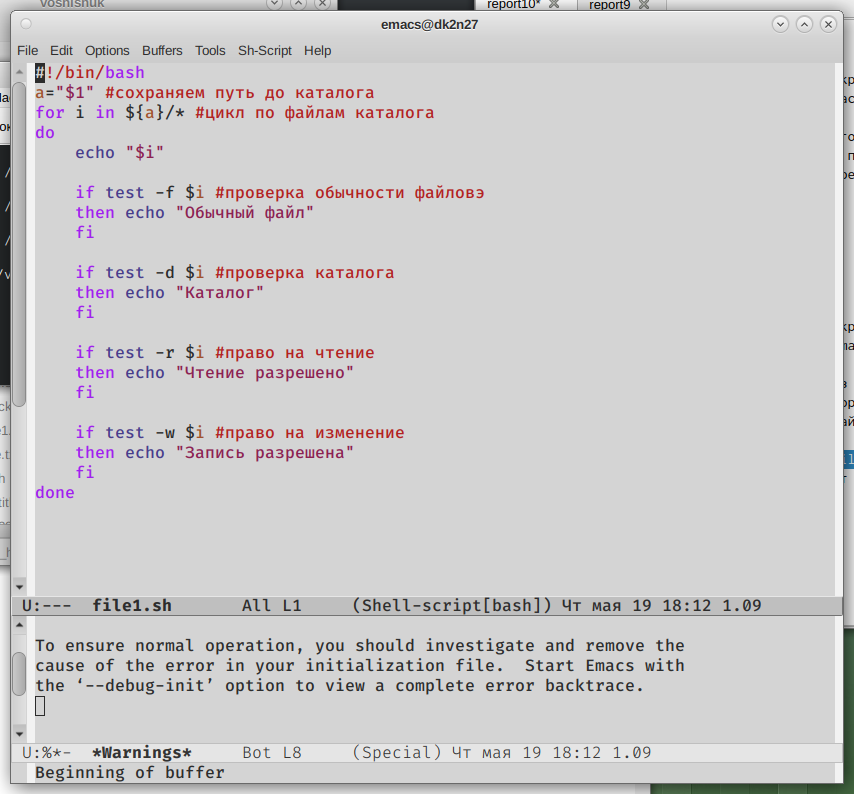 Yoshishuk
report10*
report9
emacs@dk2n27
File Edit Options Buffers Tools Sh-Script Help
#!/bin/bash
a="$1" #сохраняем путь до каталога
for i in ${a}/* #цикл по файлам каталога
do
    echo "$i"

    if test -f $i #проверка обычности файловэ
    then echo "Обычный файл"
    fi

    if test -d $i #проверка каталога
    then echo "Каталог"
    fi

    if test -r $i #право на чтение
    then echo "Чтение разрешено"
    fi

    if test -w $i #право на изменение
    then echo "Запись разрешена"
    fi
done
U:--- file1.sh All L1 (Shell-script[bash]) Чт мая 19 18:12 1.09
To ensure normal operation, you should investigate and remove the
cause of the error in your initialization file.  Start Emacs with
the ‘--debug-init’ option to view a complete error backtrace.
U:%*- *Warnings* Bot L8 (Special) Чт мая 19 18:12 1.09
Beginning of buffer